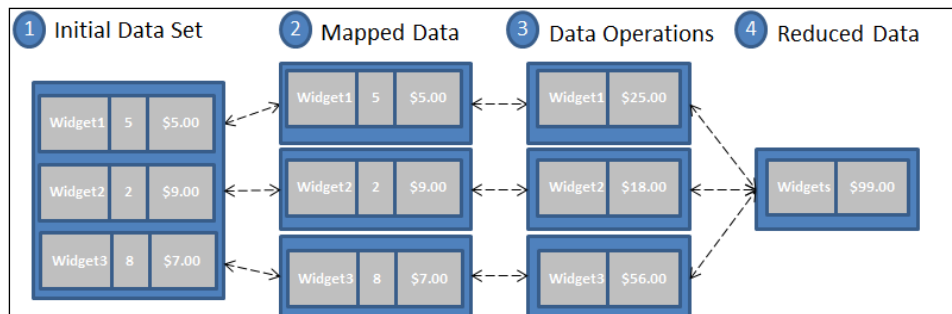 1 Initial Data Set
2 Mapped Data
3 Data Operations
4 Reduced Data
Widget1 5 $5.00
Widget2 2 $9.00
Widget3 8 $7.00
Widget1 5 $5.00
Widget2 2 $9.00
Widget3 8 $7.00
Widget1 $25.00
Widget2 $18.00
Widget3 $56.00
Widgets $99.00